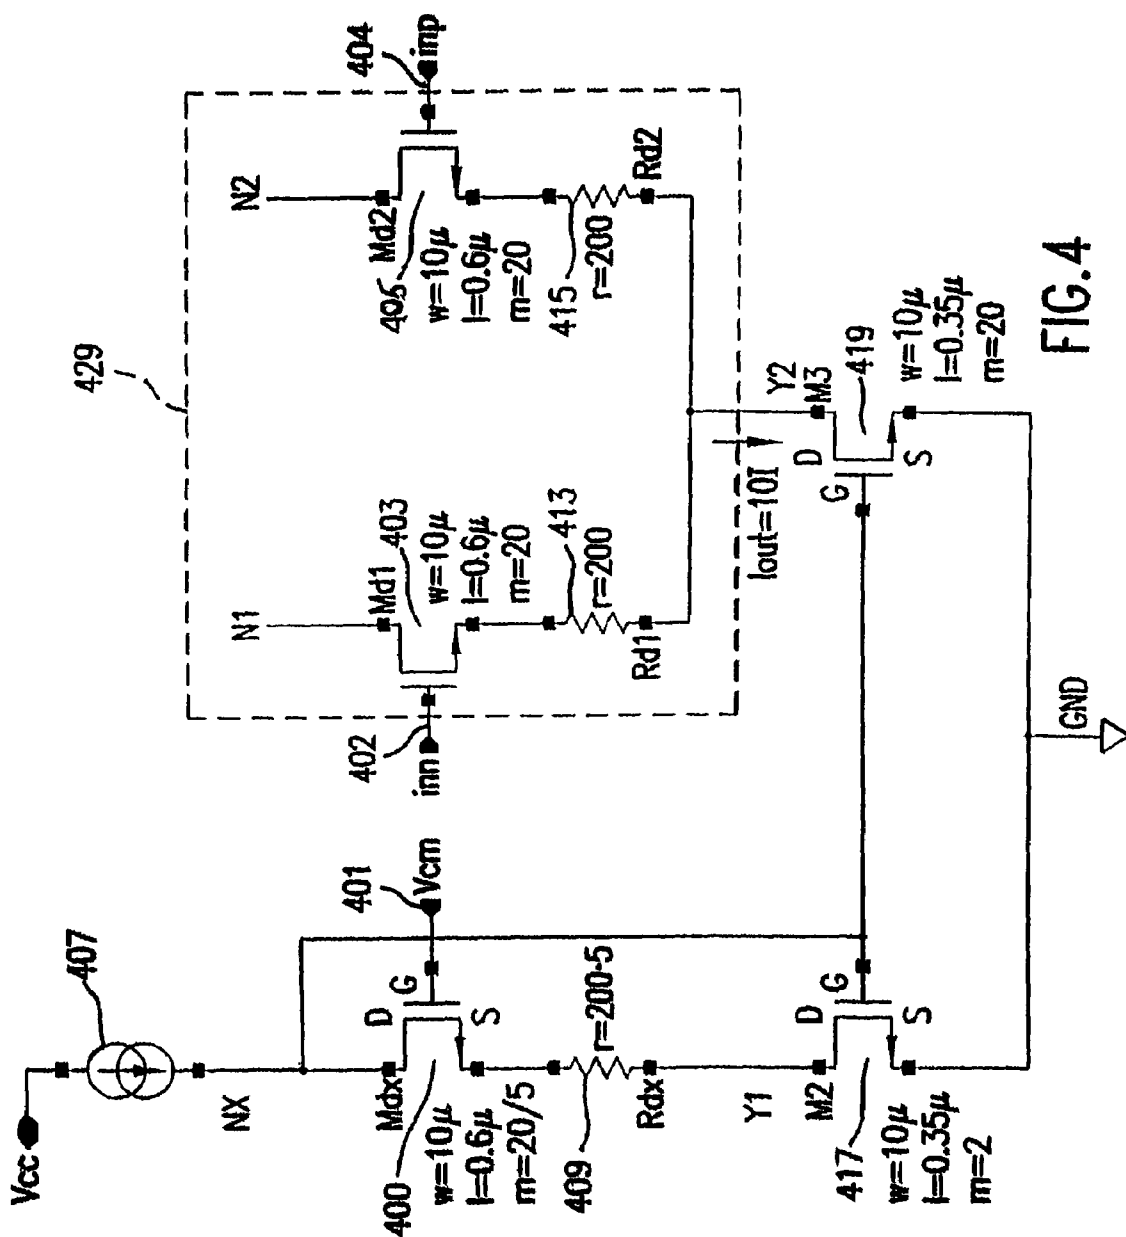 Vcc
407
NX
Mdx
400
w=10µ
l=0.6µ
m=20/5
D
G
S
401
Vcm
409
r=200·5
Rdx
Y1
M2
417
w=10µ
l=0.35µ
m=2
D
G
S
429
N1
Md1
403
w=10µ
l=0.6µ
m=20
402
inn
413
r=200
Rd1
N2
Md2
405
w=10µ
l=0.6µ
m=20
404
inp
415
r=200
Rd2
Iout=10I
Y2
M3
D
G
S
419
w=10µ
l=0.35µ
m=20
GND
FIG.4